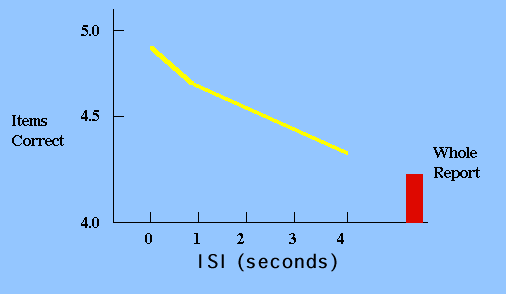 5.0
4.5
Items
Correct
Whole
Report
4.0
0 1 2 3 4
ISI (seconds)